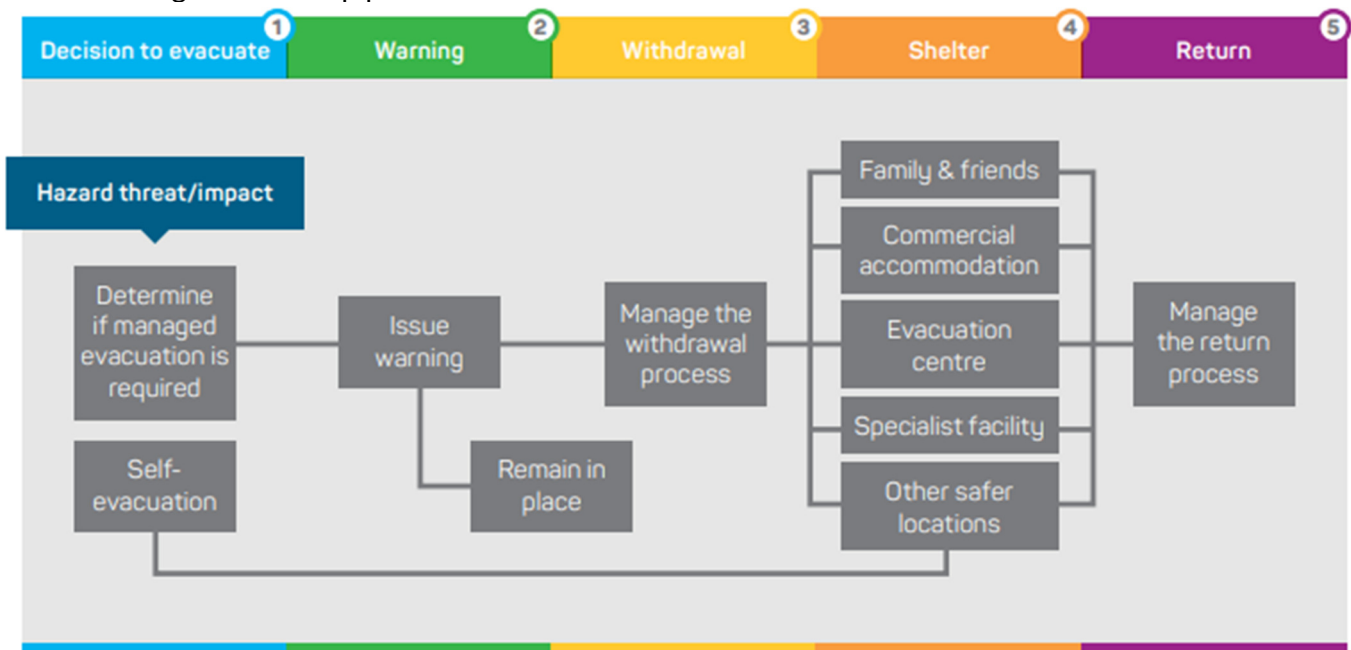 Decision to evacuate 1
Warning 2
Withdrawal 3
Shelter 4
Return 5
Hazard threat/impact
Determine
if managed
evacuation is
required
Self-
evacuation
Issue
warning
Remain in
place
Manage the
withdrawal
process
Family & friends
Commercial
accommodation
Evacuation
centre
Specialist facility
Other safer
locations
Manage
the return
process